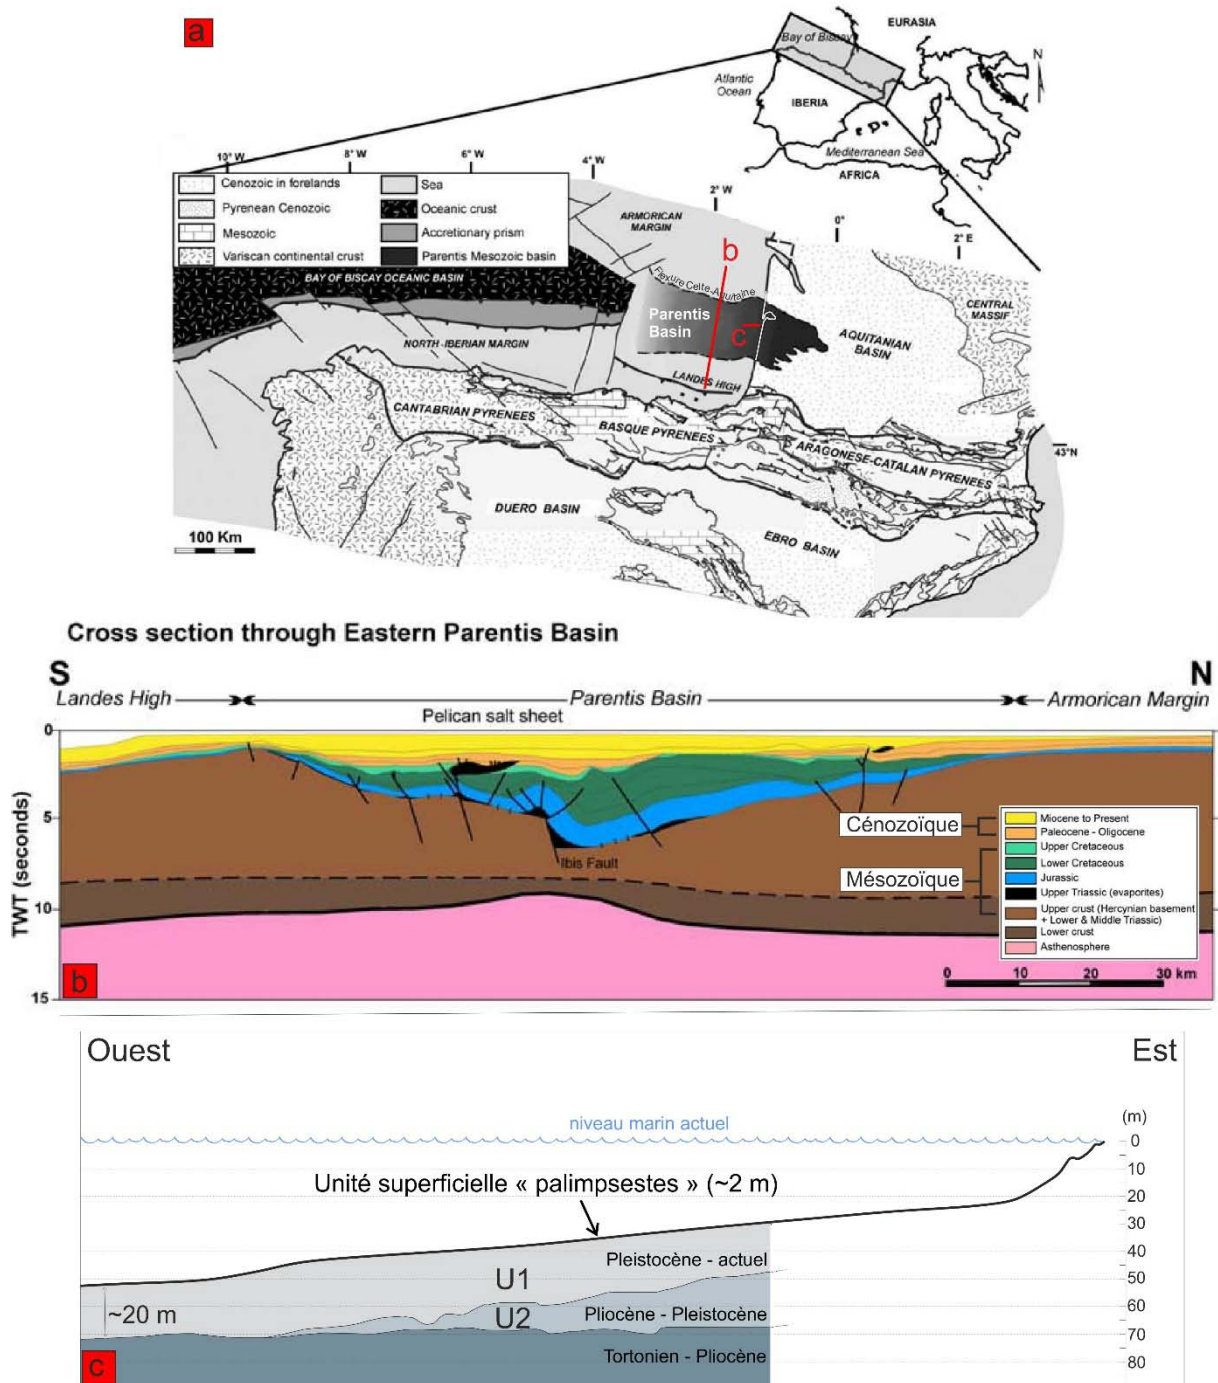 a
Bay of Biscay
EURASIA
N
Atlantic
Ocean
IBERIA
Mediterranean Sea
AFRICA
10° W
8° W
6° W
4° W
2° W
0°
2° E
Cenozoic in forelands
Sea
Pyrenean Cenozoic
Oceanic crust
Mesozoic
Accretionary prism
Variscan continental crust
Parentis Mesozoic basin
ARMORICAN
MARGIN
b
BAY OF BISCAY OCEANIC BASIN
Flexure Celte-Aquitaine
CENTRAL
MASSIF
Parentis
Basin
c
AQUITANIAN
BASIN
NORTH-IBERIAN MARGIN
LANDES HIGH
CANTABRIAN PYRENEES
BASQUE PYRENEES
ARAGONESE-CATALAN PYRENEES
43°N
DUERO BASIN
EBRO BASIN
100 Km
Cross section through Eastern Parentis Basin
S
N
Landes High
Parentis Basin
Armorican Margin
Pelican salt sheet
0
5
10
15
TWT (seconds)
Ibis Fault
Cénozoïque
Mésozoïque
Miocene to Present
Paleocene - Oligocene
Upper Cretaceous
Lower Cretaceous
Jurassic
Upper Triassic (evaporites)
Upper crust (Hercynian basement
+ Lower & Middle Triassic)
Lower crust
Asthenosphere
b
0 10 20 30 km
Ouest
Est
(m)
niveau marin actuel
0
10
20
30
40
50
60
70
80
Unité superficielle « palimpsestes » (~2 m)
Pleistocène - actuel
U1
~20 m
U2
Pliocène - Pleistocène
Tortonien - Pliocène
c